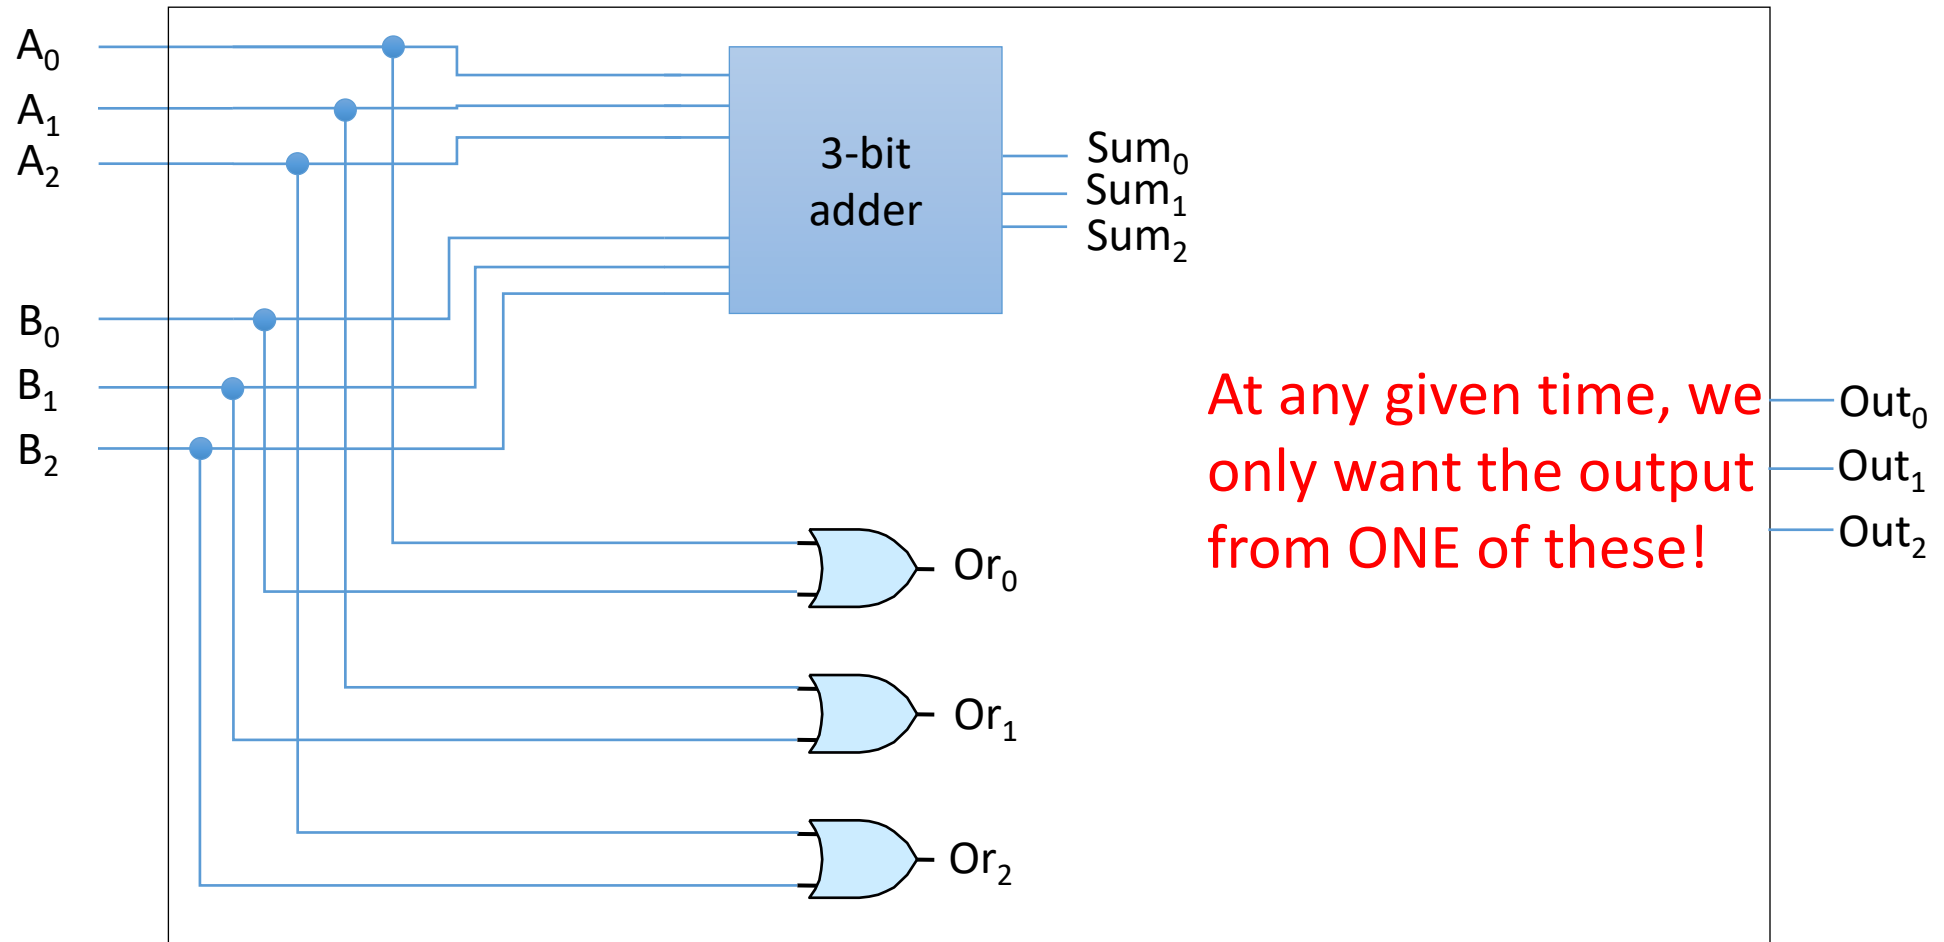 A₀
A₁
A₂
B₀
B₁
B₂
3-bit
adder
Sum₀
Sum₁
Sum₂
At any given time, we
only want the output
from ONE of these!
Out₀
Out₁
Out₂
Or₀
Or₁
Or₂